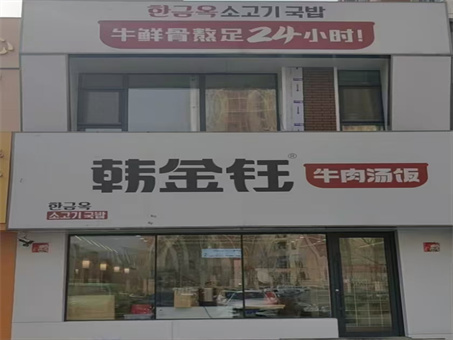 한금옥 소고기국밥
牛鲜骨熬足24小时!
韩金钰® 牛肉汤饭
한금옥
소고기국밥